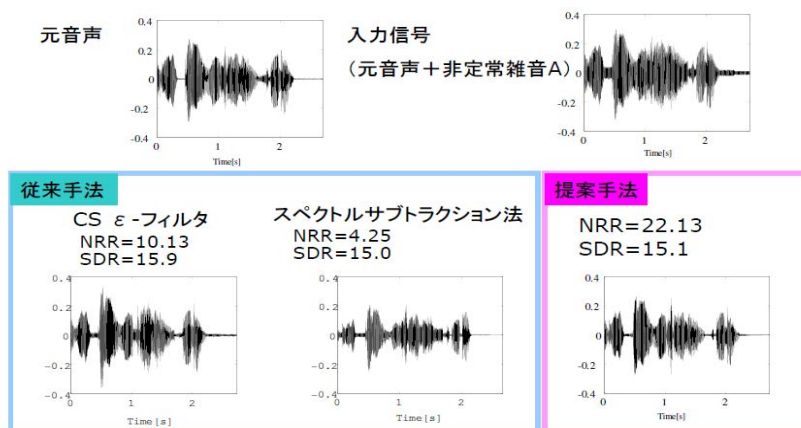 元音声
0.4
0.2
0
-0.2
-0.4
0
1
2
Time[s]
入力信号
（元音声＋非定常雑音A）
0.4
0.2
0
-0.2
-0.4
0
1
2
Time[s]
従来手法
CS ε-フィルタ
NRR=10.13
SDR=15.9
0.4
0.2
0
-0.2
-0.4
0
1
2
Time[s]
スペクトルサブトラクション法
NRR=4.25
SDR=15.0
0.4
0.2
0
-0.2
-0.4
0
1
2
Time[s]
提案手法
NRR=22.13
SDR=15.1
0.4
0.2
0
-0.2
-0.4
0
1
2
Time[s]